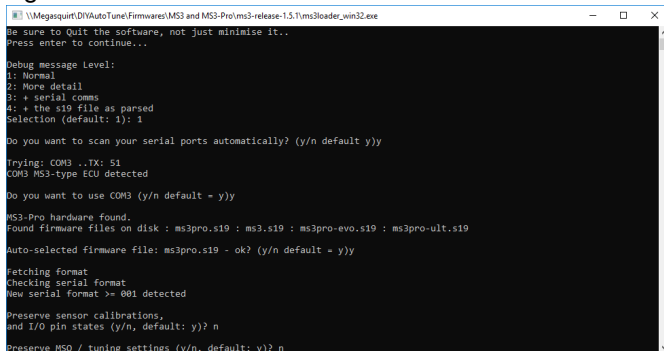 \\Megasquirt\DIYAutoTune\Firmwares\MS3 and MS3-Pro\ms3-release-1.5.1\ms3loader_win32.exe
Be sure to Quit the software, not just minimise it..
Press enter to continue...
Debug message Level:
1: Normal
2: More detail
3: + serial comms
4: + the s19 file as parsed
Selection (default: 1): 1
Do you want to scan your serial ports automatically? (y/n default y)y
Trying: COM3 ..TX: 51
COM3 MS3-type ECU detected
Do you want to use COM3 (y/n default = y)y
MS3-Pro hardware found.
Found firmware files on disk : ms3pro.s19 : ms3.s19 : ms3pro-evo.s19 : ms3pro-ult.s19
Auto-selected firmware file: ms3pro.s19 - ok? (y/n default = y)y
Fetching format
Checking serial format
New serial format >= 001 detected
Preserve sensor calibrations,
and I/O pin states (y/n, default: y)? n
Preserve MSQ / tuning settings (y/n, default: y)? n